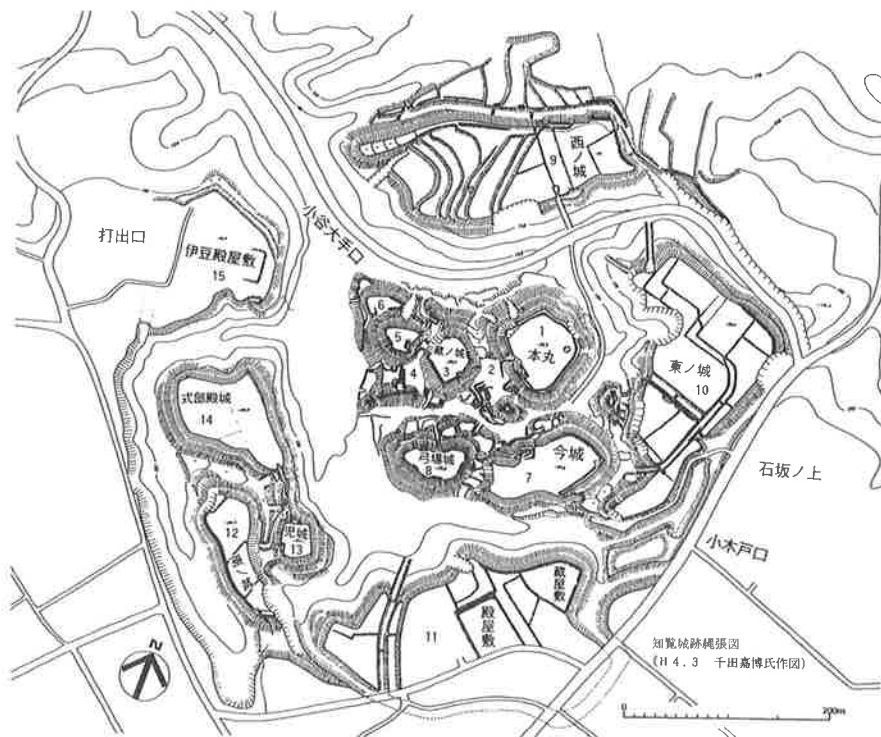 西ノ城
9
小谷大手口
打出口
伊豆殿屋敷
15
6
5
蔵ノ城
3
4
2
1
本丸
東ノ城
10
式部殿城
14
今城
7
弓場城
8
石坂ノ上
12
児城
13
小木戸口
蔵屋敷
殿屋敷
11
N
知覧城跡縄張図
(H4.3 千田嘉博氏作図)
0
200m